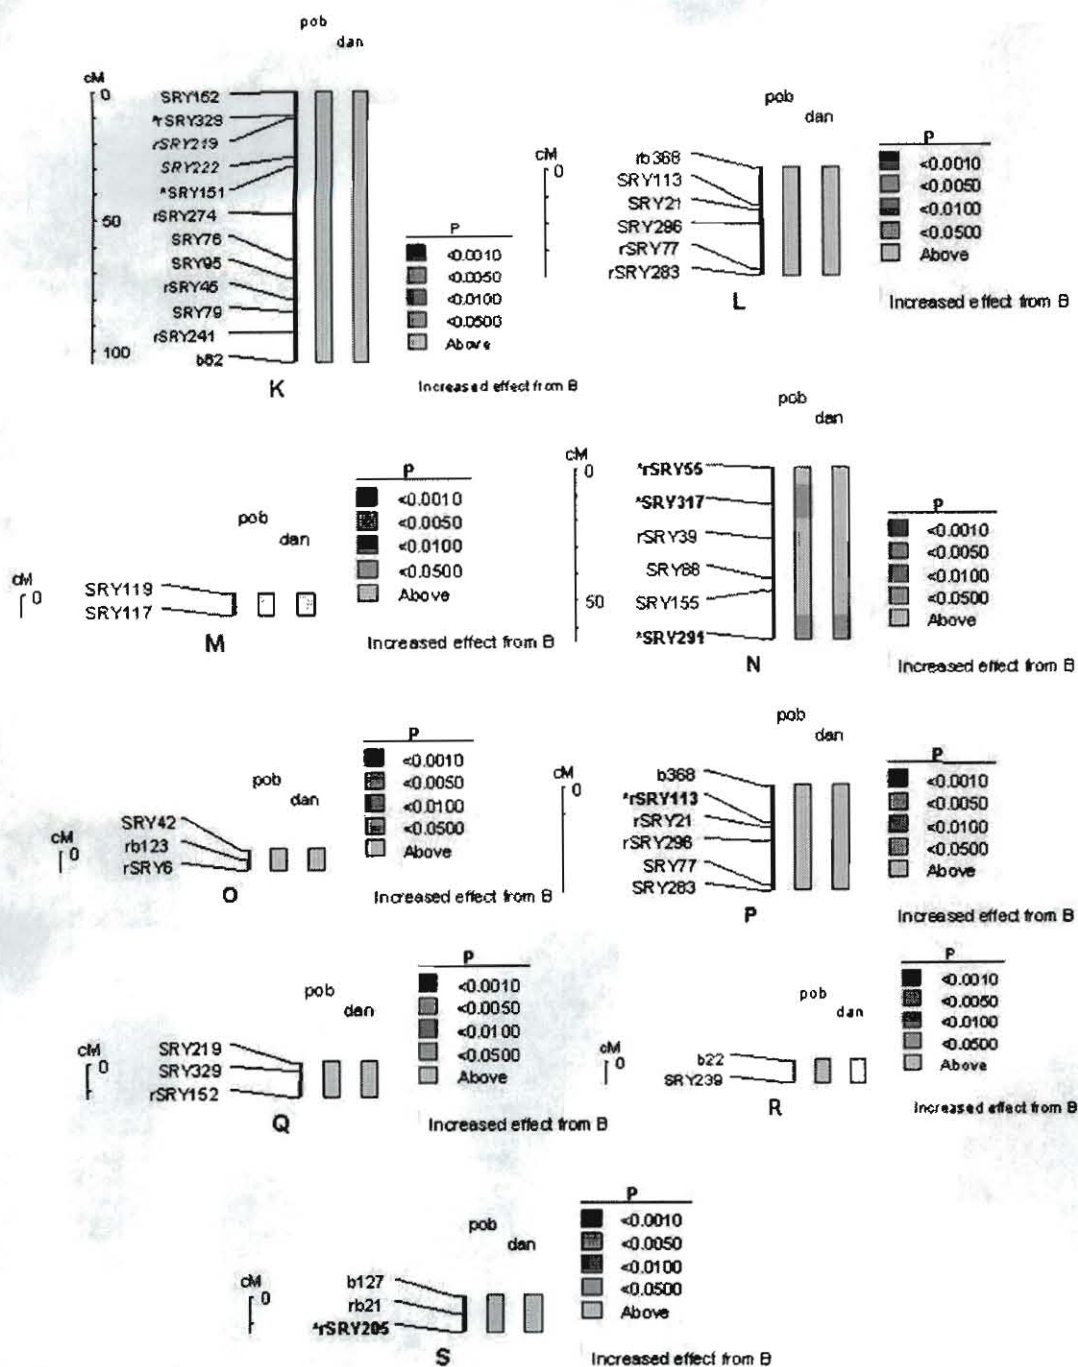 pob
dan
cM
0
50
100
SRY152
*rSRY329
rSRY219
SRY222
*SRY151
rSRY274
SRY76
SRY95
rSRY45
SRY79
rSRY241
b82
K
P
<0.0010
<0.0050
<0.0100
<0.0500
Above
Increased effect from B
pob
dan
cM
0
rb368
SRY113
SRY21
SRY296
rSRY77
rSRY283
L
P
<0.0010
<0.0050
<0.0100
<0.0500
Above
Increased effect from B
pob
dan
cM
0
SRY119
SRY117
M
P
<0.0010
<0.0050
<0.0100
<0.0500
Above
Increased effect from B
pob
dan
cM
0
50
*rSRY55
*SRY317
rSRY39
SRY88
SRY155
*SRY291
N
P
<0.0010
<0.0050
<0.0100
<0.0500
Above
Increased effect from B
pob
dan
cM
0
SRY42
rb123
rSRY6
O
P
<0.0010
<0.0050
<0.0100
<0.0500
Above
Increased effect from B
pob
dan
cM
0
b368
*rSRY113
rSRY21
rSRY296
SRY77
SRY283
P
P
<0.0010
<0.0050
<0.0100
<0.0500
Above
Increased effect from B
pob
dan
cM
0
SRY219
SRY329
rSRY152
Q
P
<0.0010
<0.0050
<0.0100
<0.0500
Above
Increased effect from B
pob
dan
cM
0
b22
SRY239
R
P
<0.0010
<0.0050
<0.0100
<0.0500
Above
Increased effect from B
pob
dan
cM
0
b127
rb21
*rSRY205
S
P
<0.0010
<0.0050
<0.0100
<0.0500
Above
Increased effect from B